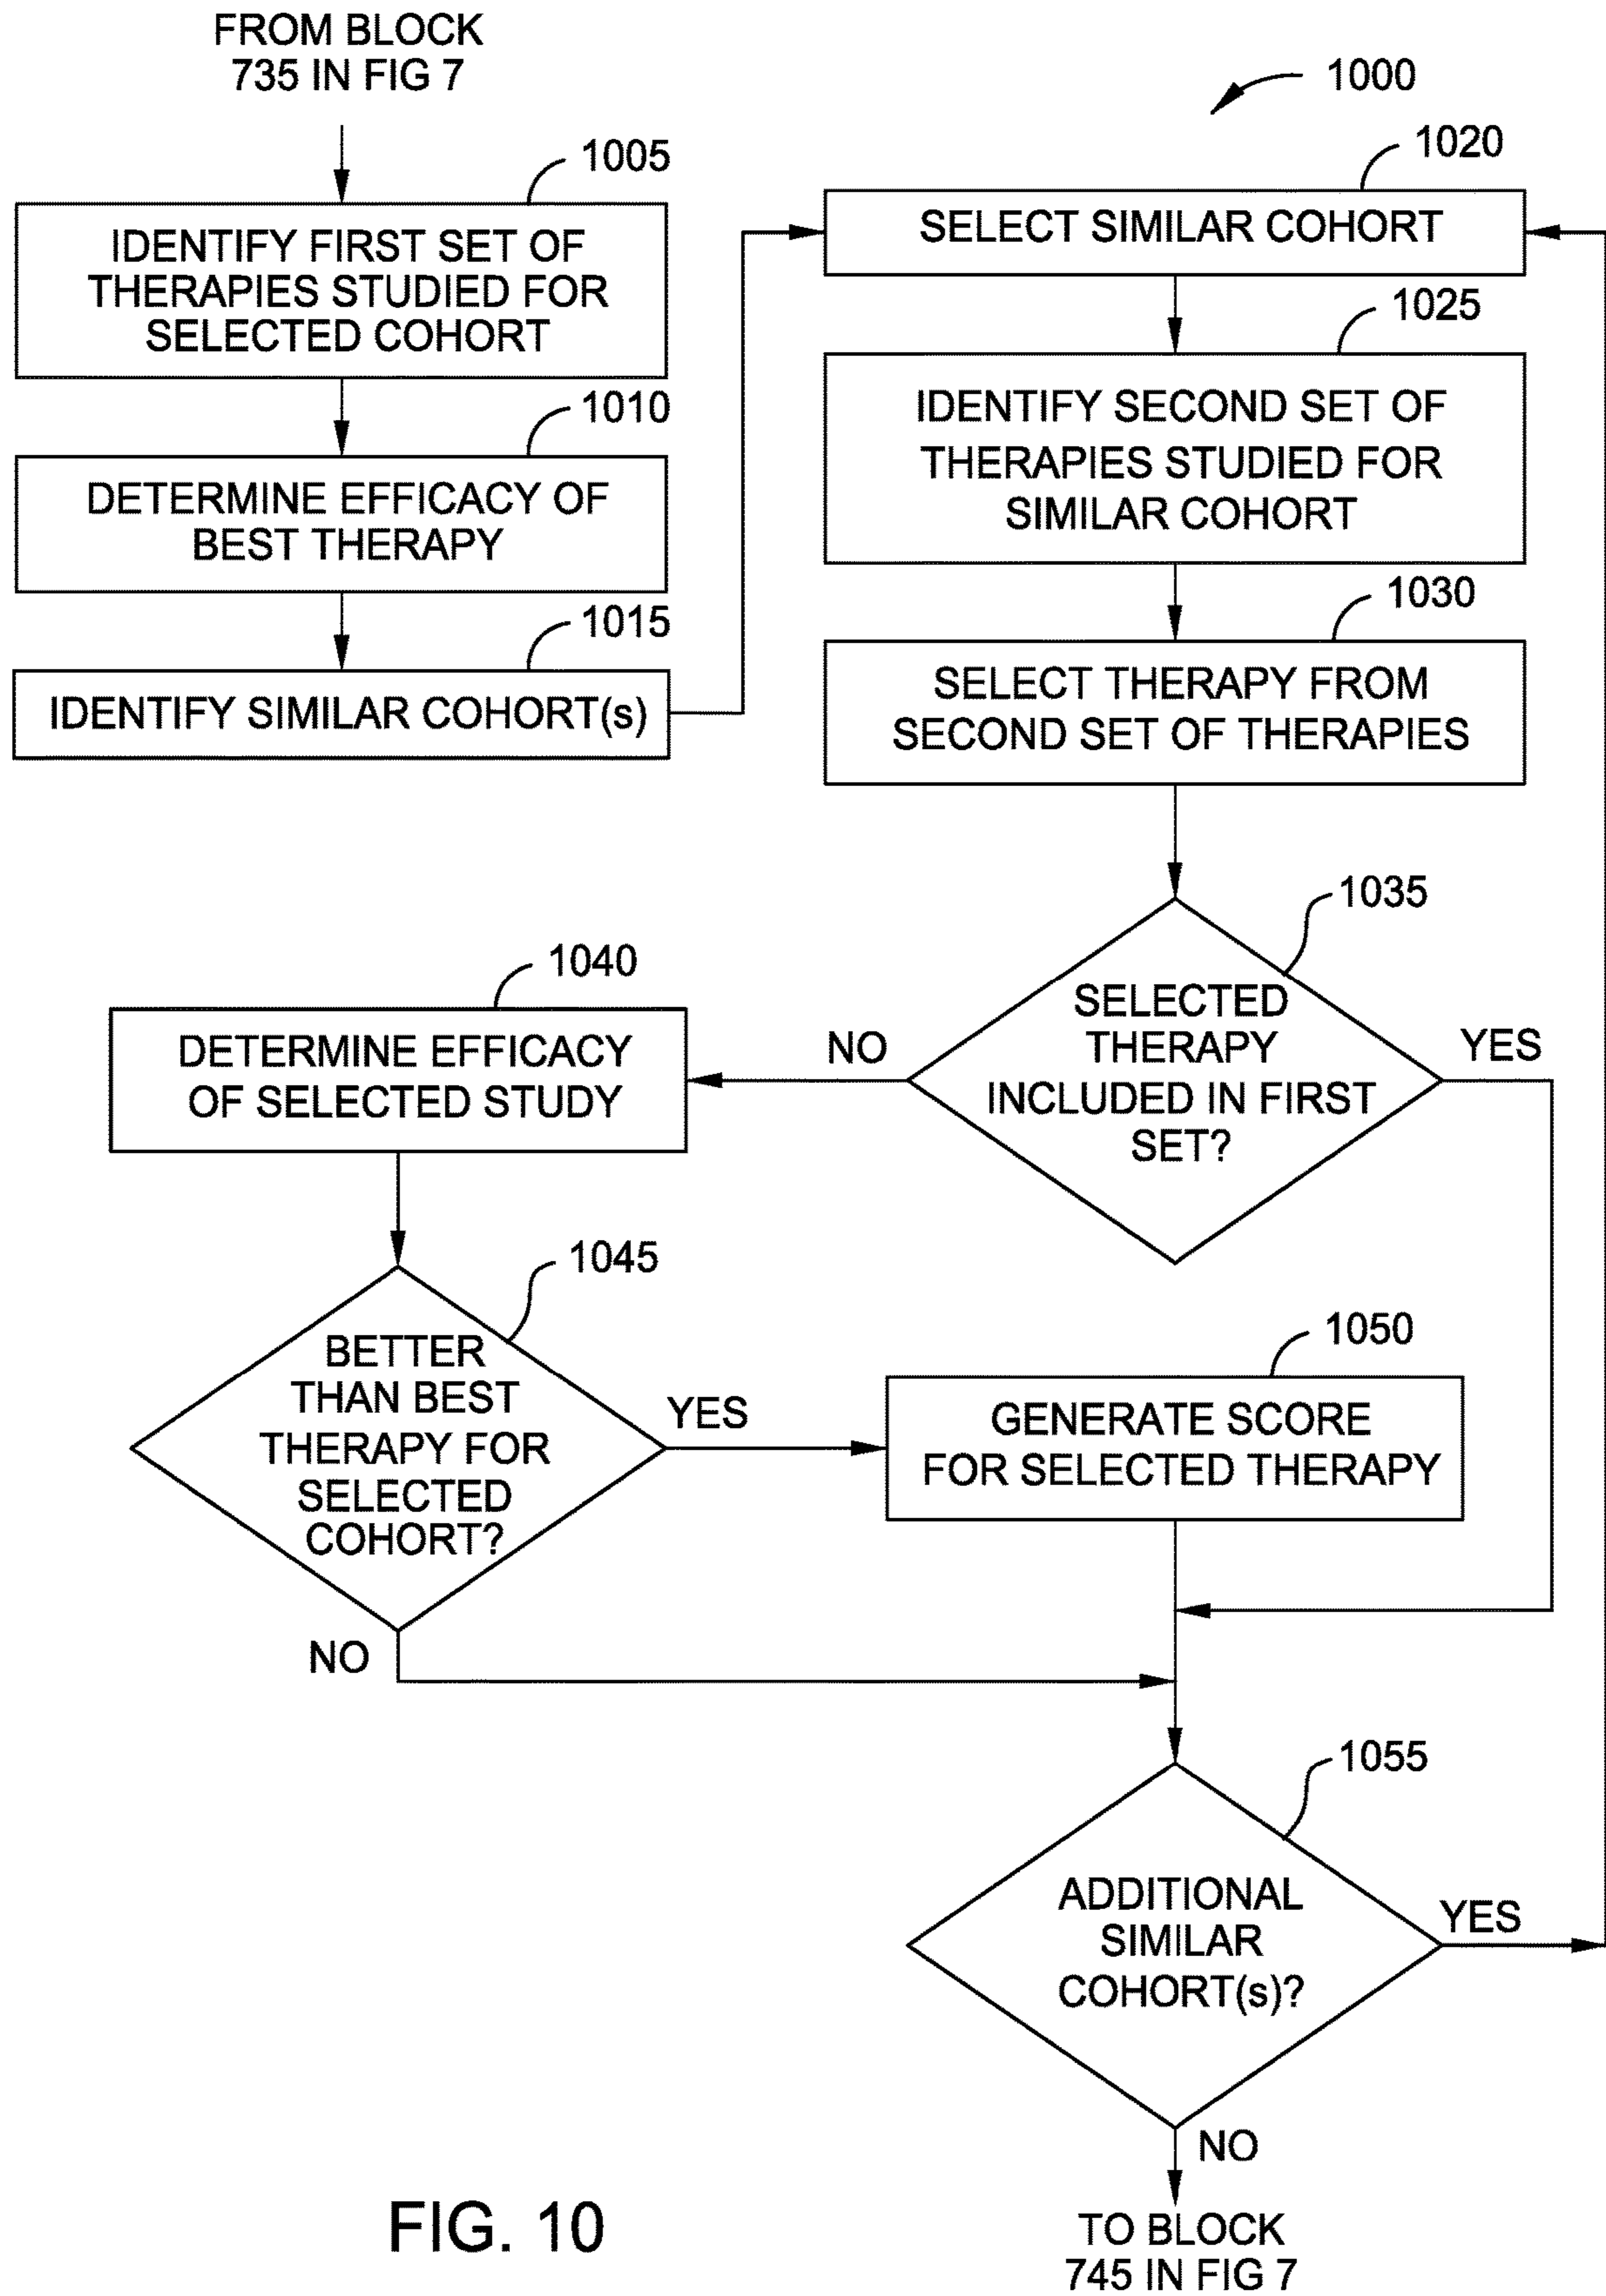 FROM BLOCK
735 IN FIG 7
1000
1005
IDENTIFY FIRST SET OF
THERAPIES STUDIED FOR
SELECTED COHORT
1010
DETERMINE EFFICACY OF
BEST THERAPY
1015
IDENTIFY SIMILAR COHORT(s)
1020
SELECT SIMILAR COHORT
1025
IDENTIFY SECOND SET OF
THERAPIES STUDIED FOR
SIMILAR COHORT
1030
SELECT THERAPY FROM
SECOND SET OF THERAPIES
1035
SELECTED
THERAPY
INCLUDED IN FIRST
SET?
NO
YES
1040
DETERMINE EFFICACY
OF SELECTED STUDY
1045
BETTER
THAN BEST
THERAPY FOR
SELECTED
COHORT?
YES
NO
1050
GENERATE SCORE
FOR SELECTED THERAPY
1055
ADDITIONAL
SIMILAR
COHORT(s)?
YES
NO
TO BLOCK
745 IN FIG 7
FIG. 10